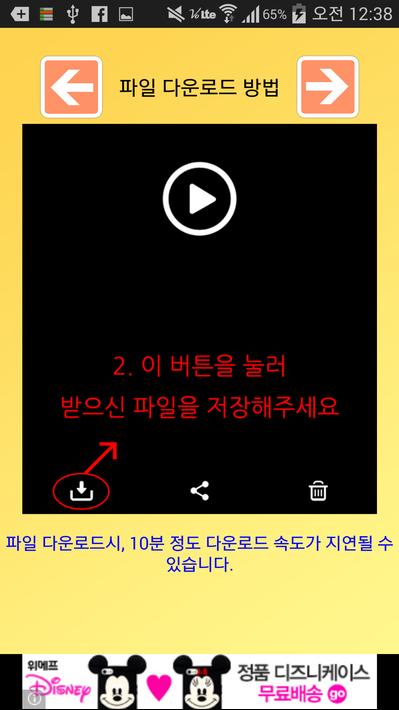 65% 오전 12:38
파일 다운로드 방법
2. 이 버튼을 눌러
받으신 파일을 저장해주세요
파일 다운로드시, 10분 정도 다운로드 속도가 지연될 수
있습니다.
위메프
Disney
정품 디즈니케이스
무료배송 go